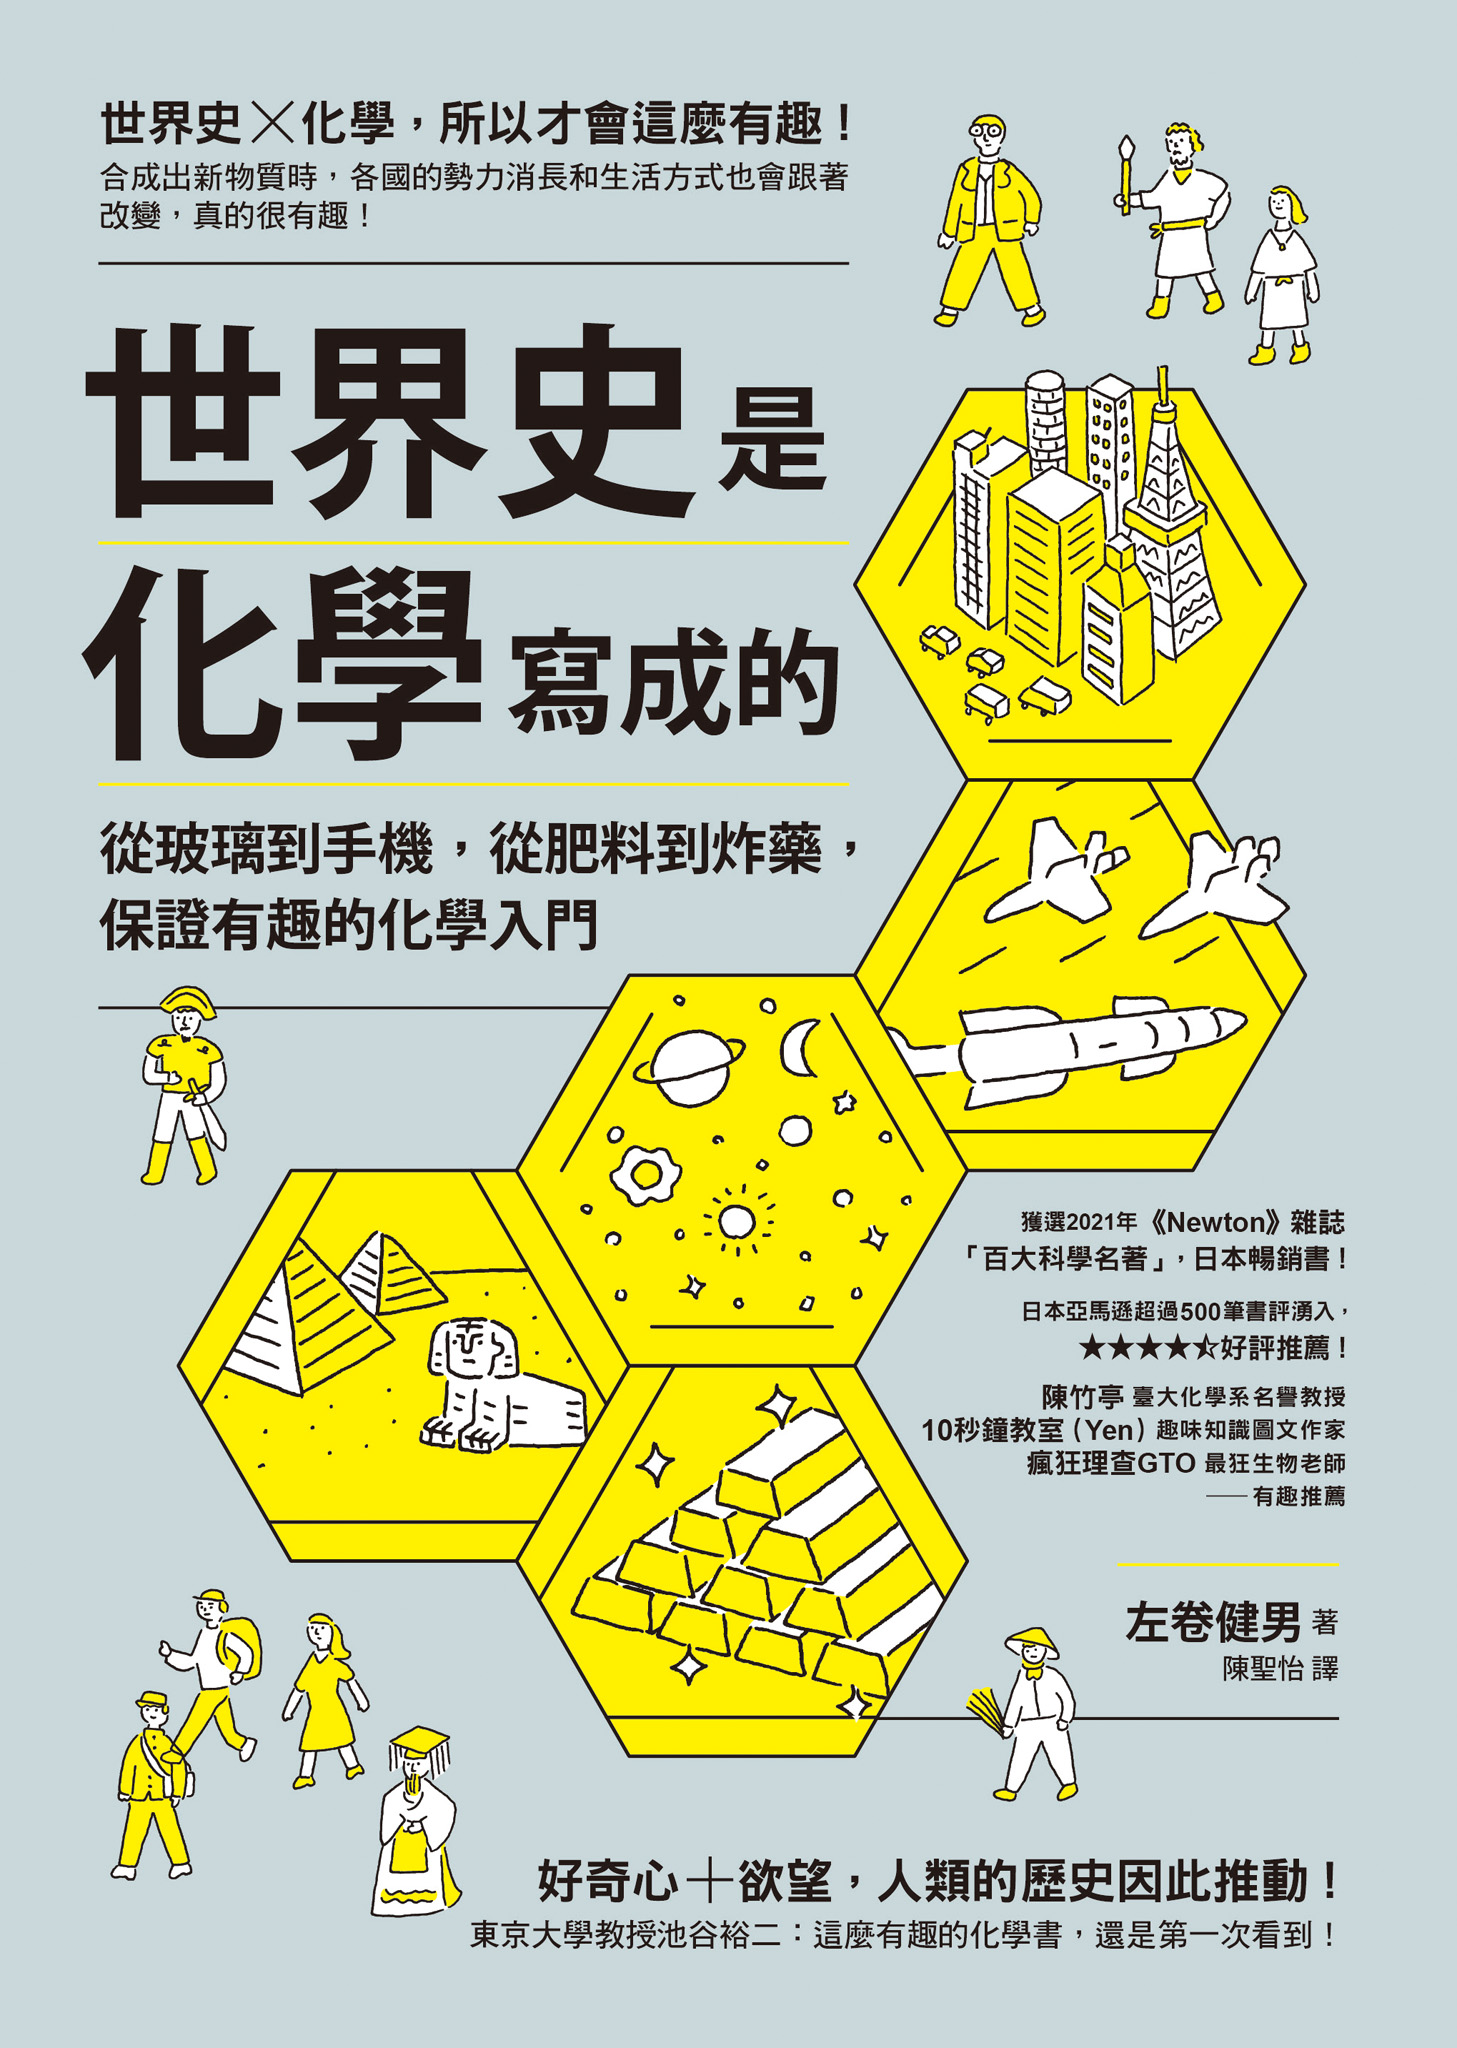 世界史×化學，所以才會這麼有趣！
合成出新物質時，各國的勢力消長和生活方式也會跟著
改變，真的很有趣！
世界史是
化學寫成的
從玻璃到手機，從肥料到炸藥，
保證有趣的化學入門
獲選2021年《Newton》雜誌
「百大科學名著」，日本暢銷書！
日本亞馬遜超過500筆書評湧入，
★★★★⯪好評推薦！
陳竹亭 臺大化學系名譽教授
10秒鐘教室（Yen） 趣味知識圖文作家
瘋狂理查GTO 最狂生物老師
——有趣推薦
左卷健男 著
陳聖怡 譯
好奇心＋欲望，人類的歷史因此推動！
東京大學教授池谷裕二：這麼有趣的化學書，還是第一次看到！